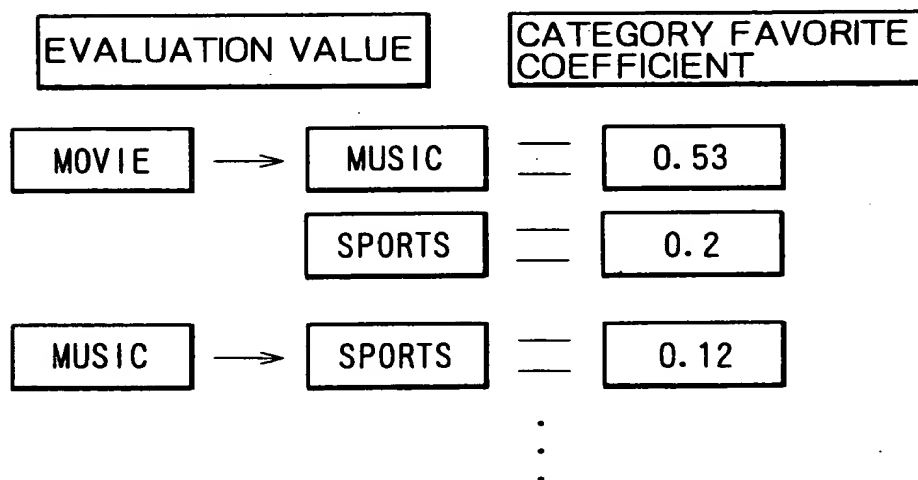 EVALUATION VALUE
CATEGORY FAVORITE
COEFFICIENT
MOVIE → MUSIC = 0.53
SPORTS = 0.2
MUSIC → SPORTS = 0.12